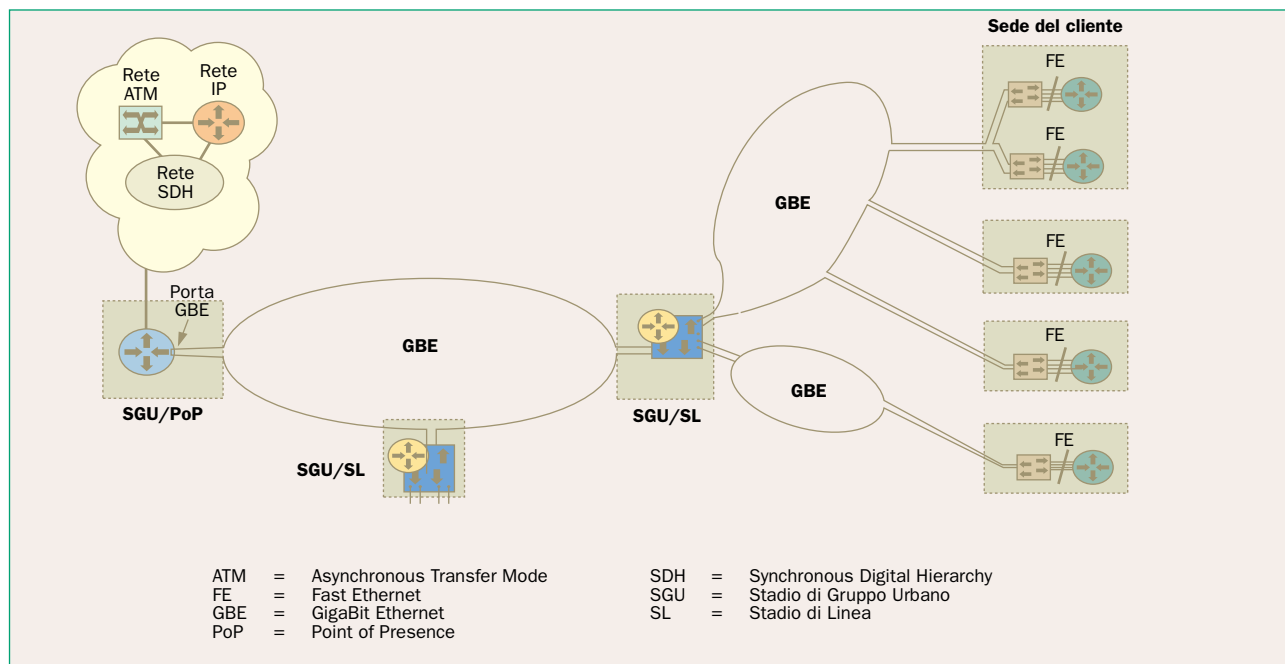 Sede del cliente
Rete
ATM
Rete
IP
Rete
SDH
FE
FE
GBE
FE
Porta
GBE
GBE
FE
SGU/PoP
GBE
SGU/SL
SGU/SL
FE
ATM = Asynchronous Transfer Mode
FE = Fast Ethernet
GBE = GigaBit Ethernet
PoP = Point of Presence
SDH = Synchronous Digital Hierarchy
SGU = Stadio di Gruppo Urbano
SL = Stadio di Linea